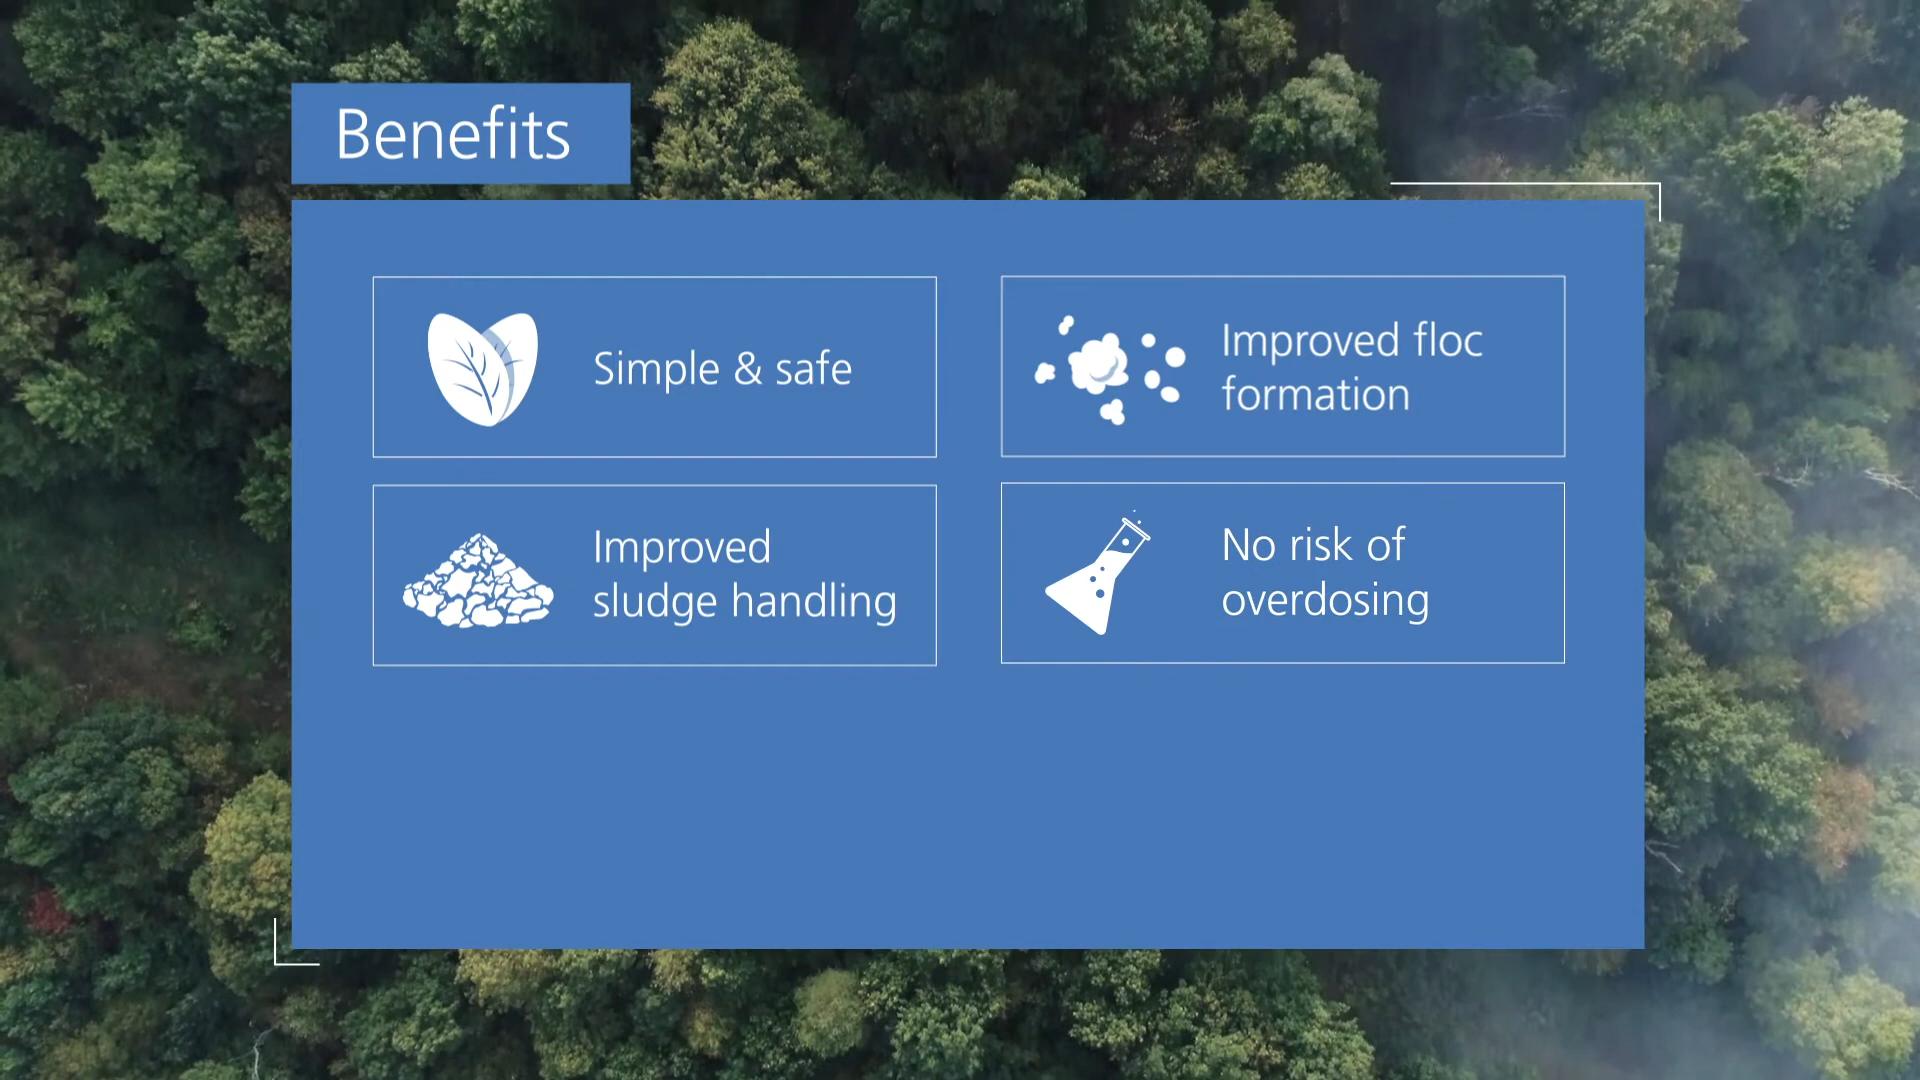 Benefits
Simple & safe
Improved floc
formation
Improved
sludge handling
No risk of
overdosing